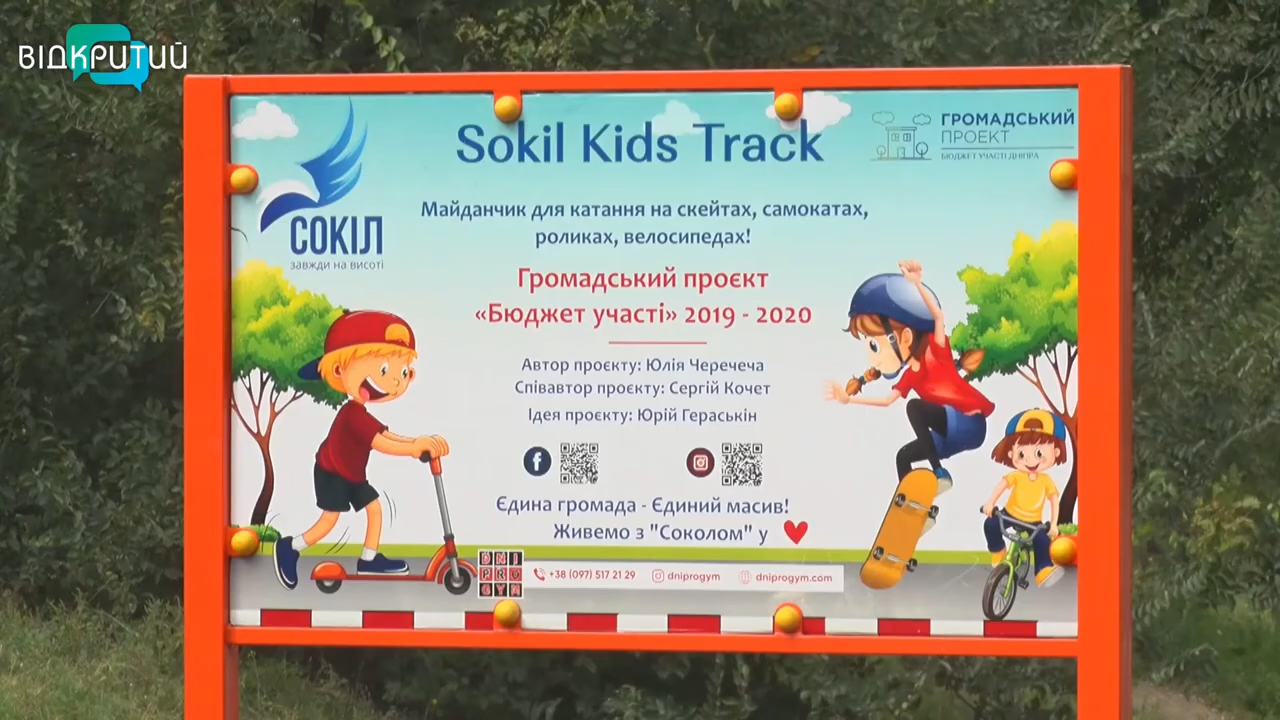 ВІДКРИТИЙ
Sokil Kids Track
ГРОМАДСЬКИЙ
ПРОЕКТ
БЮДЖЕТ УЧАСТІ ДНІПРА
СОКІЛ
завжди на висоті
Майданчик для катання на скейтах, самокатах,
роликах, велосипедах!
Громадський проєкт
«Бюджет участі» 2019 - 2020
Автор проєкту: Юлія Черечеча
Співавтор проєкту: Сергій Кочет
Ідея проєкту: Юрій Гераськін
Єдина громада - Єдиний масив!
Живемо з "Соколом" у
DNI
PRO
GYM
+38 (097) 517 21 29 dniprogym dniprogym.com